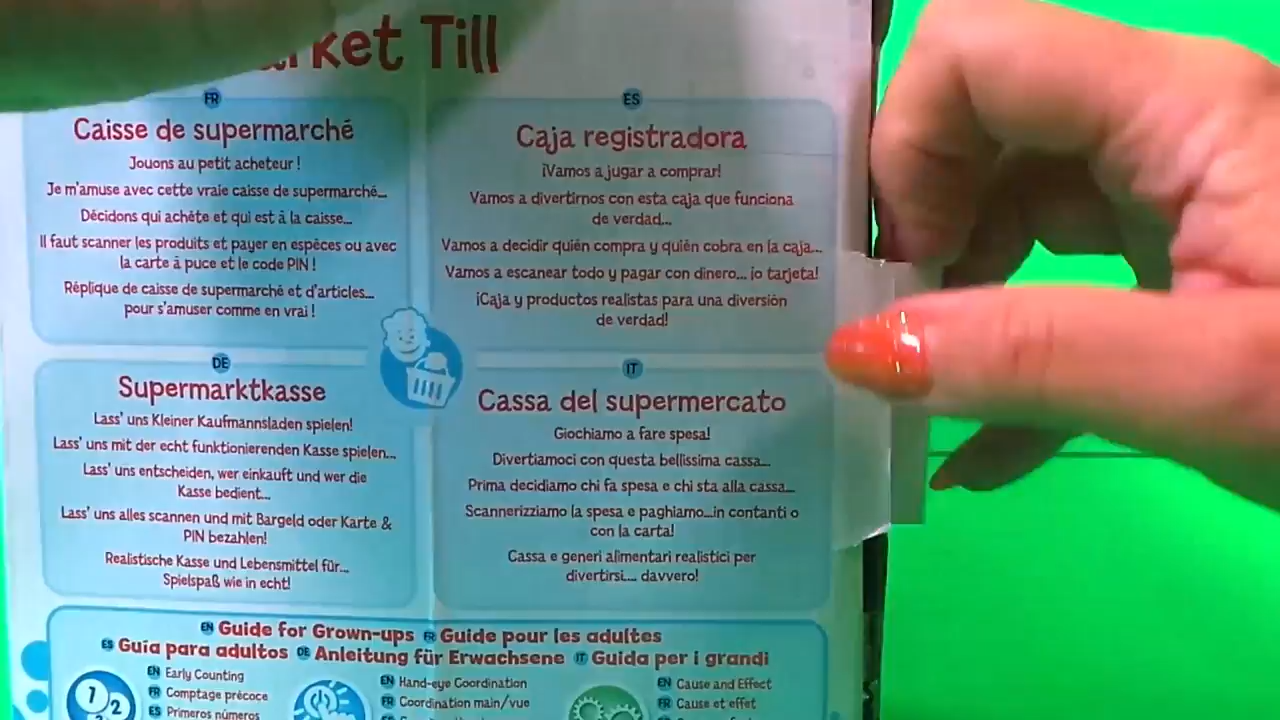 Till
FR
Caisse de supermarché
Jouons au petit acheteur !
Je m'amuse avec cette vraie caisse de supermarché...
Décidons qui achète et qui est à la caisse...
Il faut scanner les produits et payer en espèces ou avec
la carte à puce et le code PIN !
Réplique de caisse de supermarché et d'articles...
pour s'amuser comme en vrai !
ES
Caja registradora
¡Vamos a jugar a comprar!
Vamos a divertirnos con esta caja que funciona
de verdad...
Vamos a decidir quién compra y quién cobra en la caja...
Vamos a escanear todo y pagar con dinero... ¡o tarjeta!
¡Caja y productos realistas para una diversión
de verdad!
DE
Supermarktkasse
Lass' uns Kleiner Kaufmannsladen spielen!
Lass' uns mit der echt funktionierenden Kasse spielen...
Lass' uns entscheiden, wer einkauft und wer die
Kasse bedient...
Lass' uns alles scannen und mit Bargeld oder Karte &
PIN bezahlen!
Realistische Kasse und Lebensmittel für...
Spielspaß wie in echt!
IT
Cassa del supermercato
Giochiamo a fare spesa!
Divertiamoci con questa bellissima cassa...
Prima decidiamo chi fa spesa e chi sta alla cassa...
Scannerizziamo la spesa e paghiamo...in contanti o
con la carta!
Cassa e generi alimentari realistici per
divertirsi.... davvero!
EN Guide for Grown-ups FR Guide pour les adultes
ES Guía para adultos DE Anleitung für Erwachsene IT Guida per i grandi
1 2
EN Early Counting
FR Comptage précoce
ES Primeros números
EN Hand-eye Coordination
FR Coordination main/vue
EN Cause and Effect
FR Cause et effet